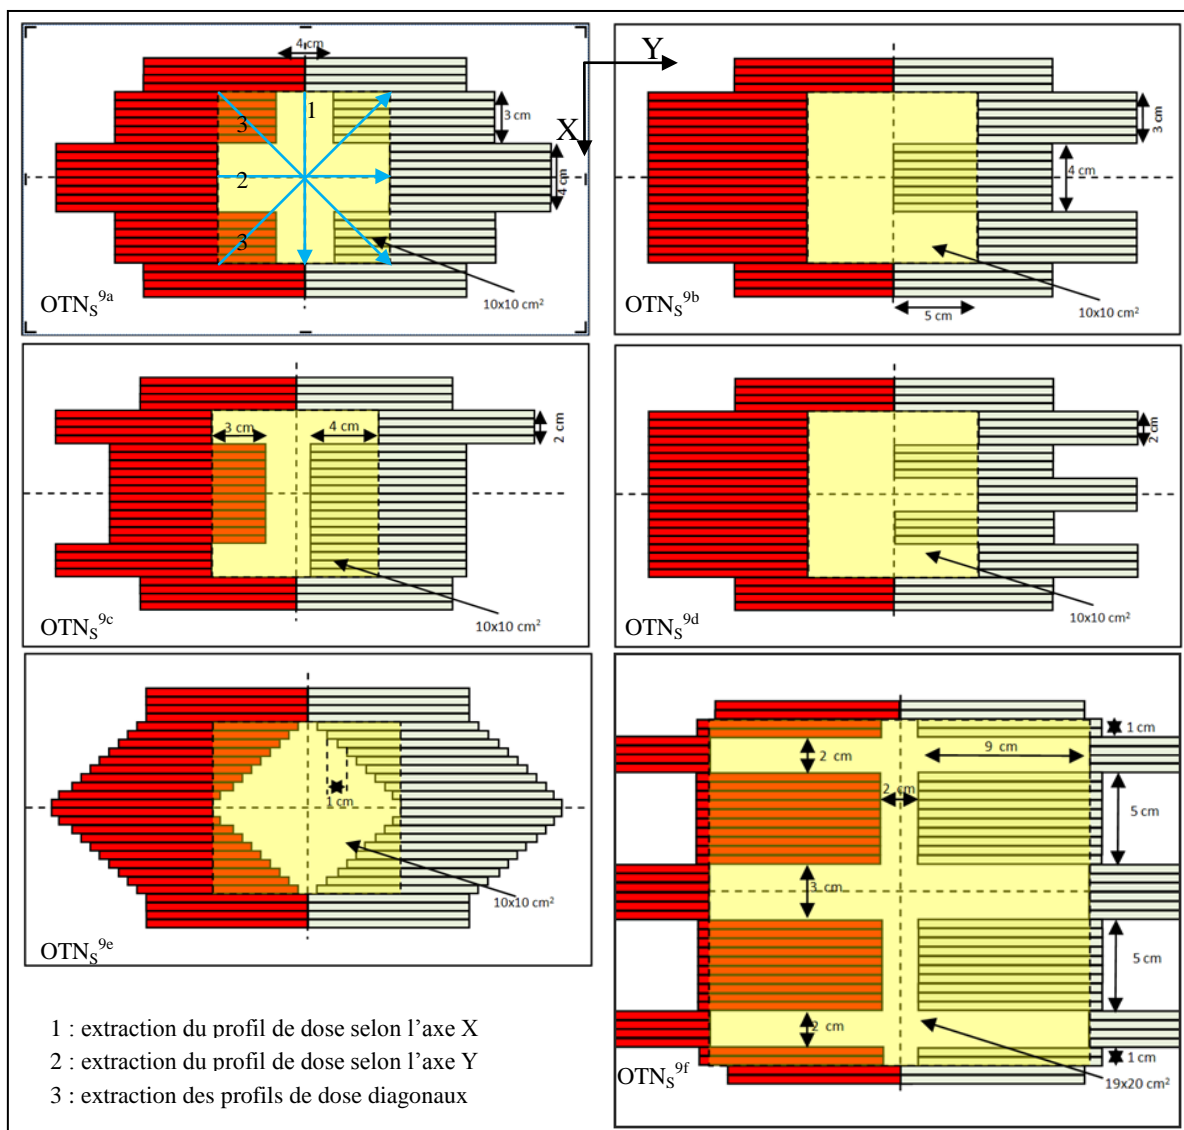 4 cm
Y
X
1
3
3 cm
2
4 cm
3
10x10 cm²
OTNS9a
3 cm
4 cm
10x10 cm²
5 cm
OTNS9b
3 cm
4 cm
2 cm
10x10 cm²
OTNS9c
2 cm
10x10 cm²
OTNS9d
1 cm
10x10 cm²
OTNS9e
1 cm
2 cm
9 cm
2 cm
5 cm
3 cm
5 cm
2 cm
1 cm
19x20 cm²
OTNS9f
1 : extraction du profil de dose selon l’axe X
2 : extraction du profil de dose selon l’axe Y
3 : extraction des profils de dose diagonaux